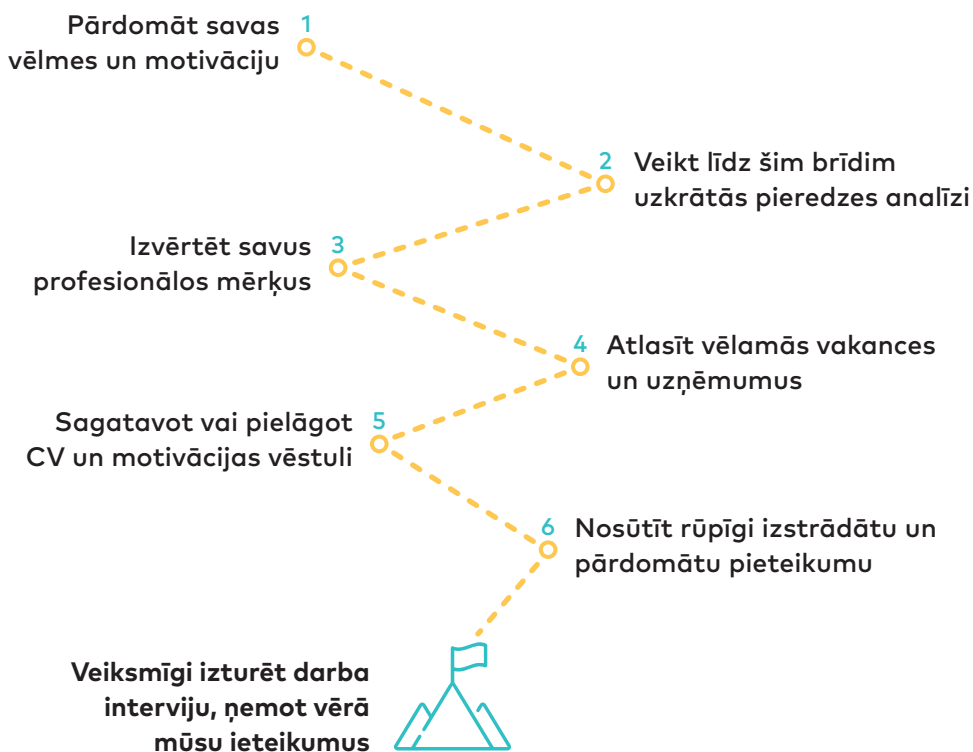 1
Pārdomāt savas
vēlmes un motivāciju
2
Veikt līdz šim brīdim
uzkrātās pieredzes analīzi
3
Izvērtēt savus
profesionālos mērķus
4
Atlasīt vēlamās vakances
un uzņēmumus
5
Sagatavot vai pielāgot
CV un motivācijas vēstuli
6
Nosūtīt rūpīgi izstrādātu un
pārdomātu pieteikumu
Veiksmīgi izturēt darba
interviju, ņemot vērā
mūsu ieteikumus